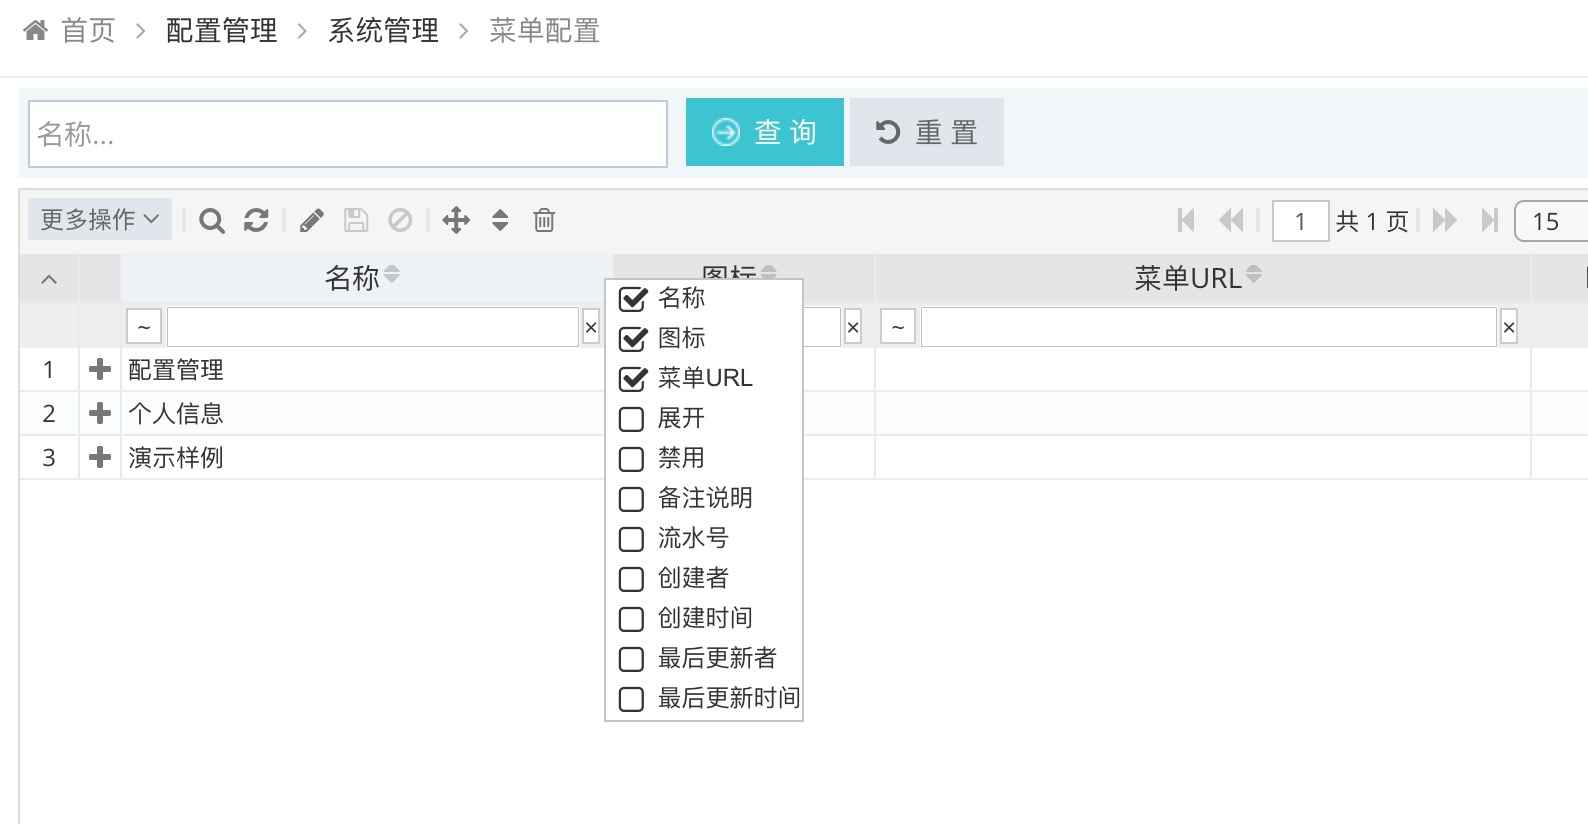 首页 > 配置管理 > 系统管理 > 菜单配置
名称...
查询
重置
更多操作
1 共 1 页
15
名称
图标
菜单URL
~ × × ~ ×
1 配置管理
2 个人信息
3 演示样例
名称
图标
菜单URL
展开
禁用
备注说明
流水号
创建者
创建时间
最后更新者
最后更新时间